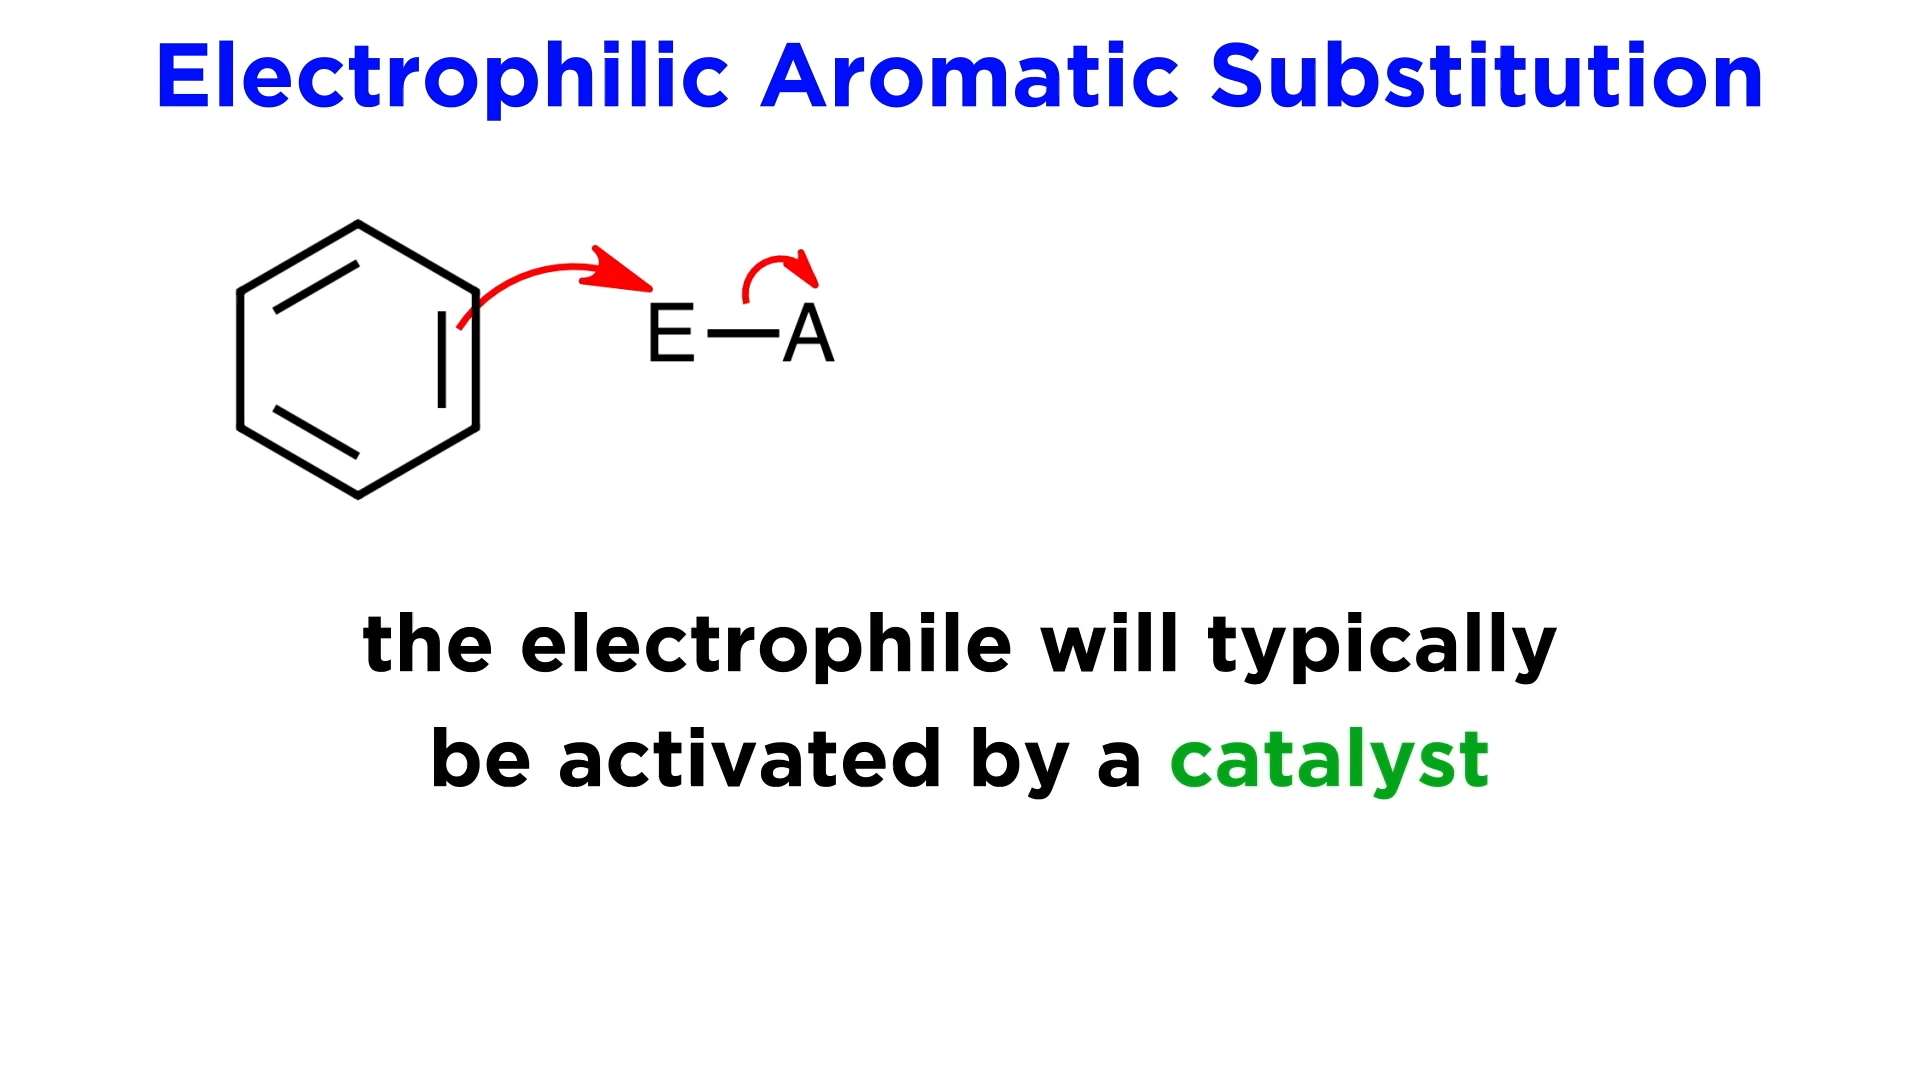 Electrophilic Aromatic Substitution
E—A
the electrophile will typically
be activated by a catalyst